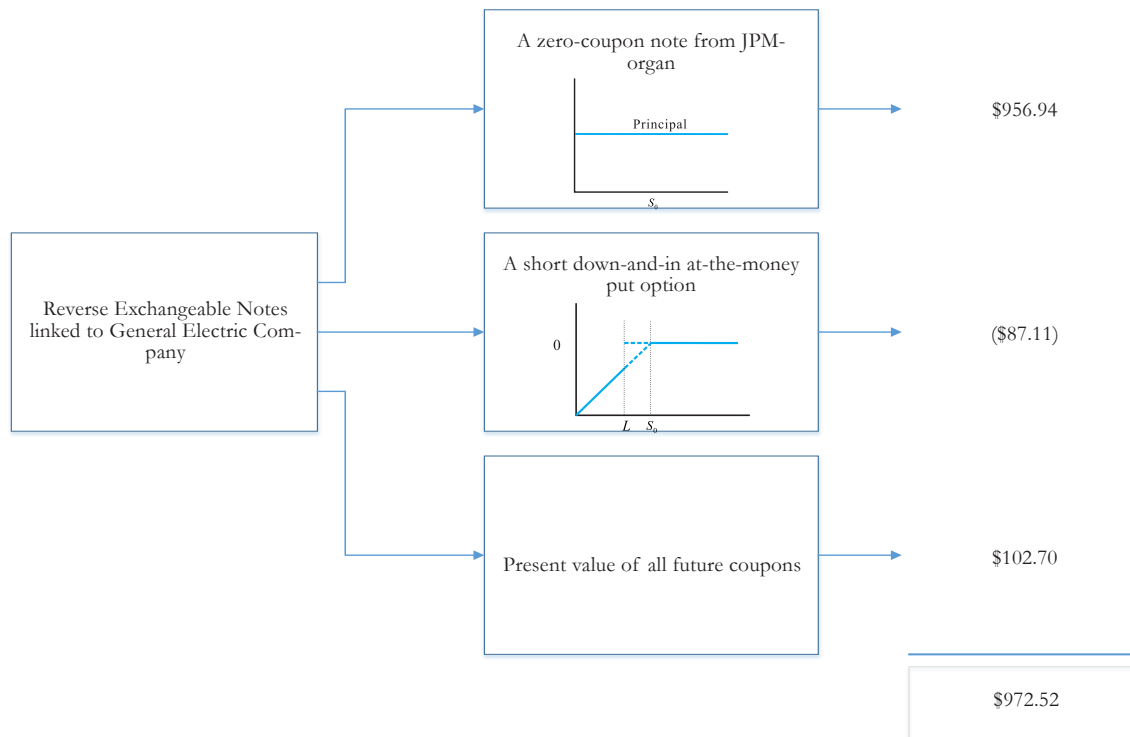 A zero-coupon note from JPM-
organ
Principal
S₀
$956.94
Reverse Exchangeable Notes
linked to General Electric Com-
pany
A short down-and-in at-the-money
put option
0
L S₀
($87.11)
Present value of all future coupons
$102.70
$972.52